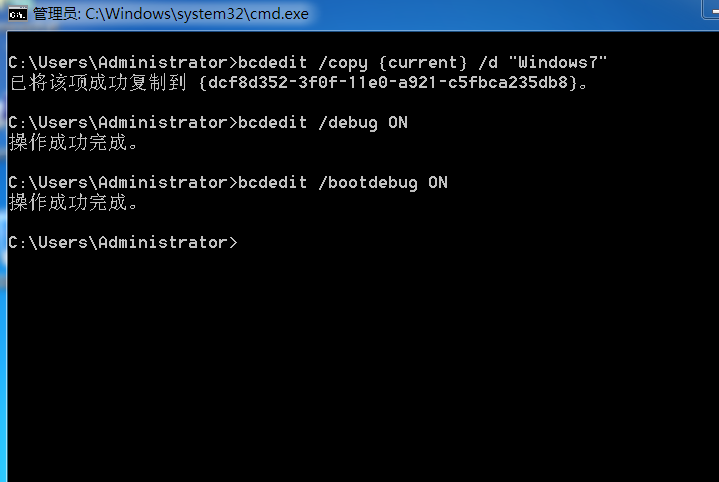 管理员: C:\Windows\system32\cmd.exe
C:\Users\Administrator>bcdedit /copy {current} /d "Windows7"
已将该项成功复制到 {dcf8d352-3f0f-11e0-a921-c5fbca235db8}。
C:\Users\Administrator>bcdedit /debug ON
操作成功完成。
C:\Users\Administrator>bcdedit /bootdebug ON
操作成功完成。
C:\Users\Administrator>